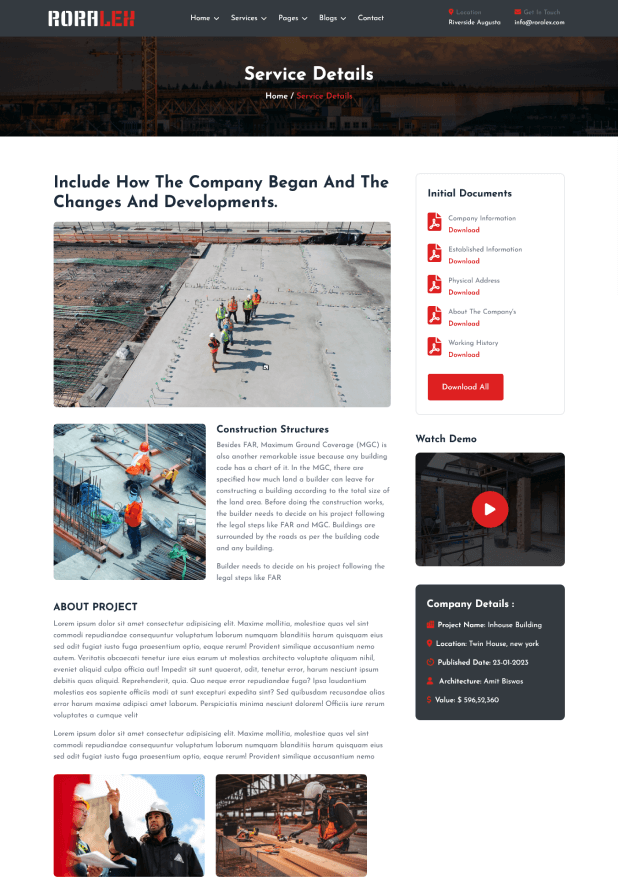 RORALEX
Home Services Pages Blogs Contact
Location
Riverside Augusta
Get In Touch
info@roralex.com
Service Details
Home / Service Details
Include How The Company Began And The
Changes And Developments.
Construction Structures
Besides FAR, Maximum Ground Coverage (MGC) is
also another remarkable issue because any building
code has a chart of it. In the MGC, there are
specified how much land a builder can leave for
constructing a building according to the total size of
the land area. Before doing the construction works,
the builder needs to decide on his project following
the legal steps like FAR and MGC. Buildings are
surrounded by the roads as per the building code
and any building.
Builder needs to decide on his project following the
legal steps like FAR
ABOUT PROJECT
Lorem ipsum dolor sit amet consectetur adipisicing elit. Maxime mollitia, molestiae quas vel sint
commodi repudiandae consequuntur voluptatum laborum numquam blanditiis harum quisquam eius
sed odit fugiat iusto fuga praesentium optio, eaque rerum! Provident similique accusantium nemo
autem. Veritatis obcaecati tenetur iure eius earum ut molestias architecto voluptate aliquam nihil,
eveniet aliquid culpa officia aut! Impedit sit sunt quaerat, odit, tenetur error, harum nesciunt ipsum
debitis quas aliquid. Reprehenderit, quia. Quo neque error repudiandae fuga? Ipsa laudantium
molestias eos sapiente officiis modi at sunt excepturi expedita sint? Sed quibusdam recusandae alias
error harum maxime adipisci amet laborum. Perspiciatis minima nesciunt dolorem! Officiis iure rerum
voluptates a cumque velit
Lorem ipsum dolor sit amet consectetur adipisicing elit. Maxime mollitia, molestiae quas vel sint
commodi repudiandae consequuntur voluptatum laborum numquam blanditiis harum quisquam eius
sed odit fugiat iusto fuga praesentium optio, eaque rerum! Provident similique accusantium nemo
Initial Documents
Company Information
Download
Established Information
Download
Physical Address
Download
About The Company's
Download
Working History
Download
Download All
Watch Demo
Company Details :
Project Name: Inhouse Building
Location: Twin House, new york
Published Date: 23-01-2023
Architecture: Amit Biswas
Value: $ 596,52,360